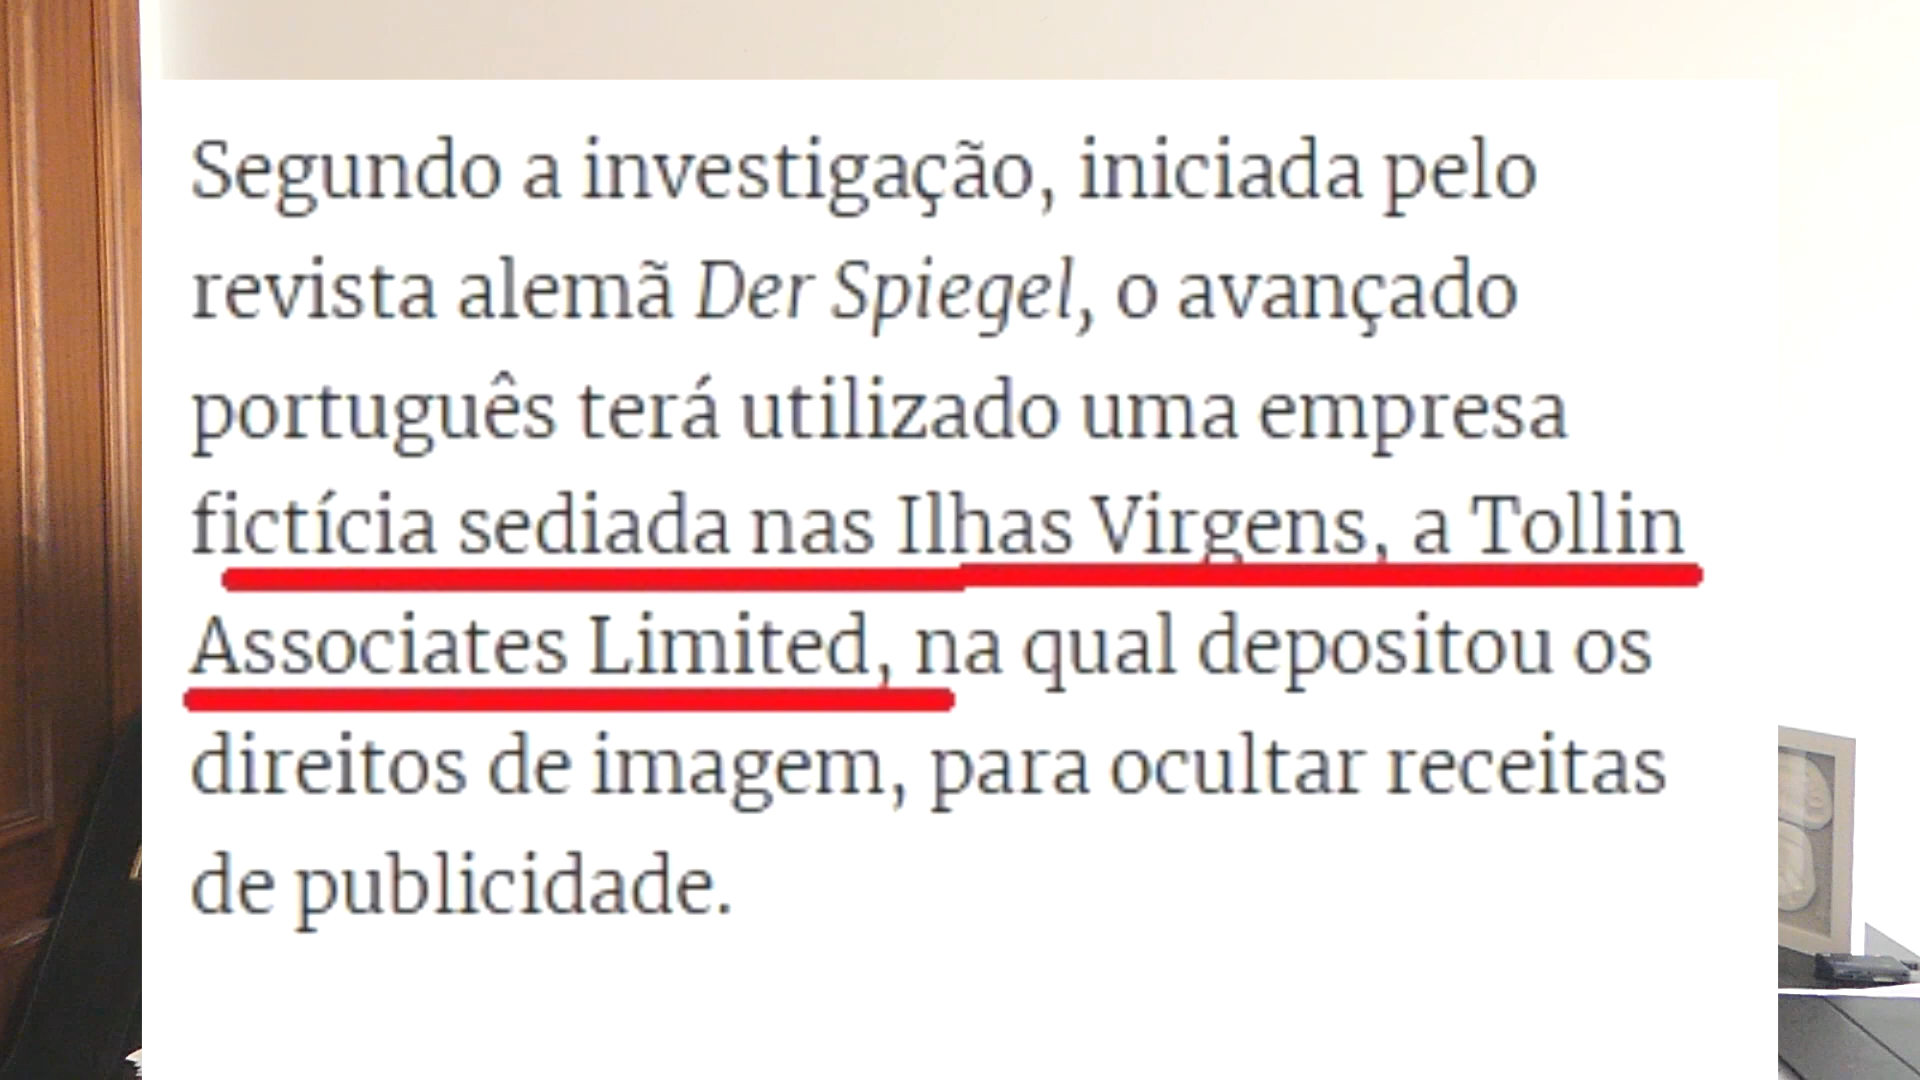 Segundo a investigação, iniciada pelo
revista alemã Der Spiegel, o avançado
português terá utilizado uma empresa
fictícia sediada nas Ilhas Virgens, a Tollin
Associates Limited, na qual depositou os
direitos de imagem, para ocultar receitas
de publicidade.